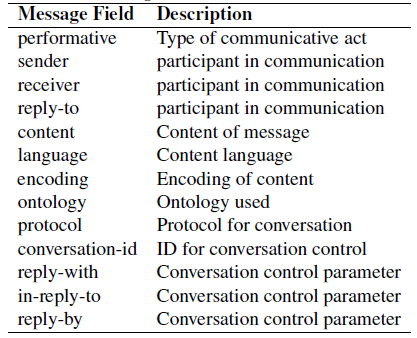 Message Field Description
performative Type of communicative act
sender participant in communication
receiver participant in communication
reply-to participant in communication
content Content of message
language Content language
encoding Encoding of content
ontology Ontology used
protocol Protocol for conversation
conversation-id ID for conversation control
reply-with Conversation control parameter
in-reply-to Conversation control parameter
reply-by Conversation control parameter